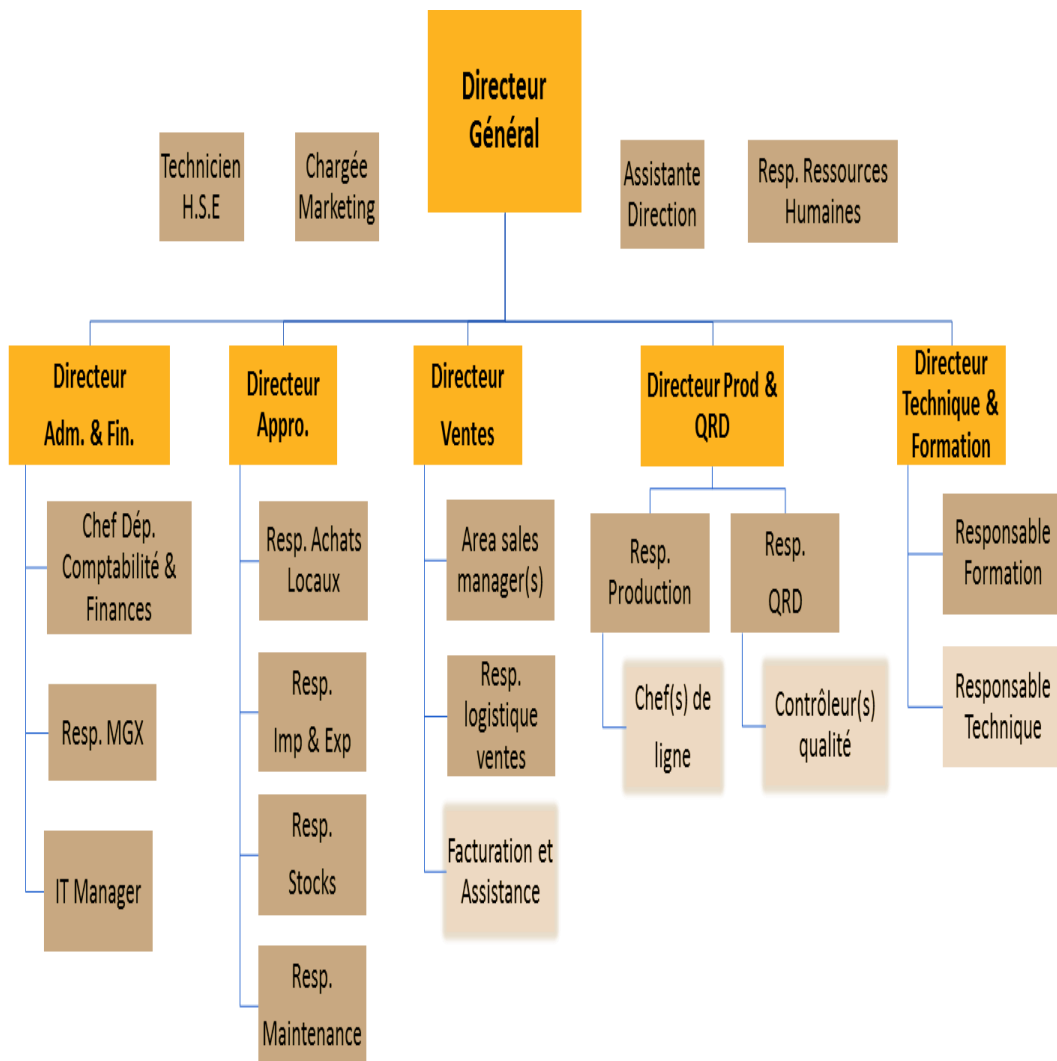 Directeur
Général
Technicien
H.S.E
Chargée
Marketing
Assistante
Direction
Resp. Ressources
Humaines
Directeur
Adm. & Fin.
Directeur
Appro.
Directeur
Ventes
Directeur Prod &
QRD
Directeur
Technique &
Formation
Chef Dép.
Comptabilité &
Finances
Resp. MGX
IT Manager
Resp. Achats
Locaux
Resp.
Imp & Exp
Resp.
Stocks
Resp.
Maintenance
Area sales
manager(s)
Resp.
logistique
ventes
Facturation et
Assistance
Resp.
Production
Chef(s) de
ligne
Resp.
QRD
Contrôleur(s)
qualité
Responsable
Formation
Responsable
Technique